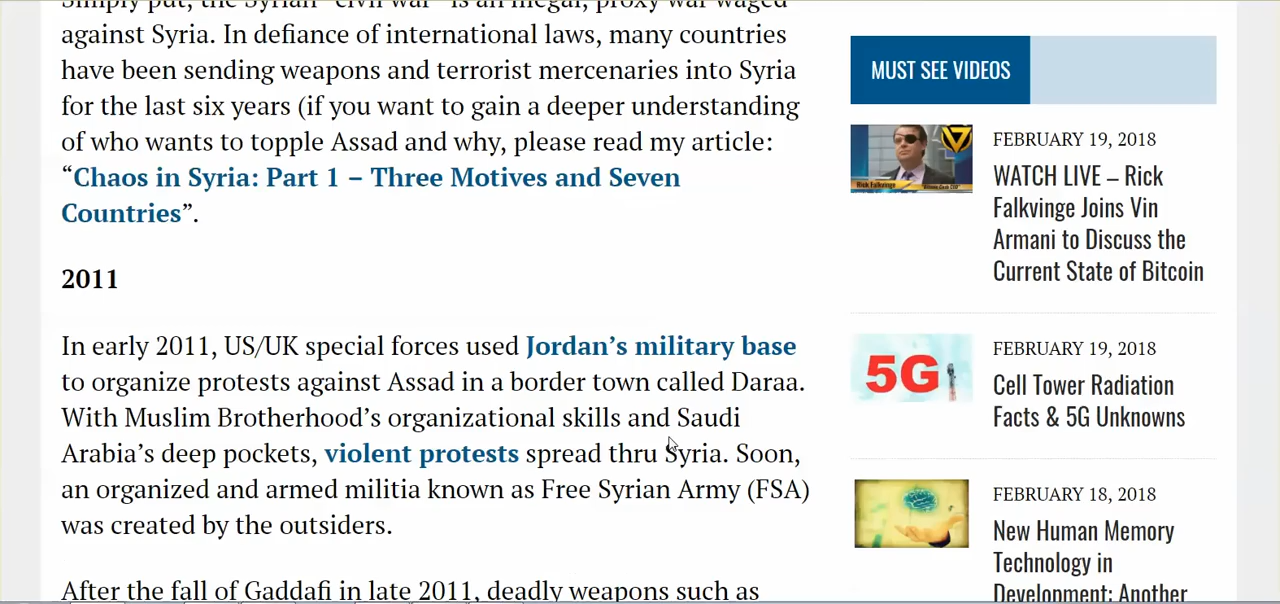 Simply put, the Syrian "civil war" is an illegal, proxy war waged
against Syria. In defiance of international laws, many countries
have been sending weapons and terrorist mercenaries into Syria
for the last six years (if you want to gain a deeper understanding
of who wants to topple Assad and why, please read my article:
“Chaos in Syria: Part 1 – Three Motives and Seven
Countries”.
2011
In early 2011, US/UK special forces used Jordan’s military base
to organize protests against Assad in a border town called Daraa.
With Muslim Brotherhood’s organizational skills and Saudi
Arabia’s deep pockets, violent protests spread thru Syria. Soon,
an organized and armed militia known as Free Syrian Army (FSA)
was created by the outsiders.
After the fall of Gaddafi in late 2011, deadly weapons such as
MUST SEE VIDEOS
FEBRUARY 19, 2018
WATCH LIVE – Rick
Falkvinge Joins Vin
Armani to Discuss the
Current State of Bitcoin
Rick Falkvinge
5G
FEBRUARY 19, 2018
Cell Tower Radiation
Facts & 5G Unknowns
FEBRUARY 18, 2018
New Human Memory
Technology in
Development: Another